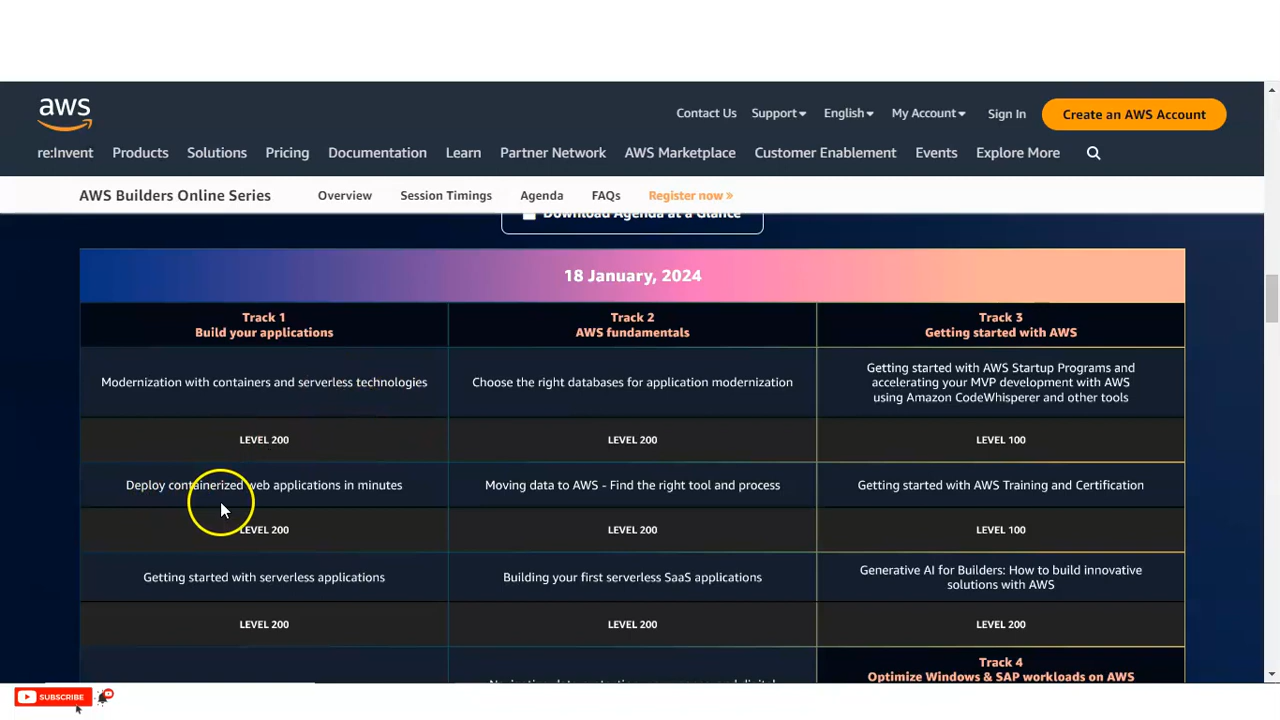 aws
Contact Us Support English My Account Sign In Create an AWS Account
re:Invent Products Solutions Pricing Documentation Learn Partner Network AWS Marketplace Customer Enablement Events Explore More
AWS Builders Online Series Overview Session Timings Agenda FAQs Register now »
Download Agenda at a Glance
18 January, 2024
Track 1
Build your applications
Track 2
AWS fundamentals
Track 3
Getting started with AWS
Modernization with containers and serverless technologies
Choose the right databases for application modernization
Getting started with AWS Startup Programs and
accelerating your MVP development with AWS
using Amazon CodeWhisperer and other tools
LEVEL 200
LEVEL 200
LEVEL 100
Deploy containerized web applications in minutes
Moving data to AWS - Find the right tool and process
Getting started with AWS Training and Certification
LEVEL 200
LEVEL 200
LEVEL 100
Getting started with serverless applications
Building your first serverless SaaS applications
Generative AI for Builders: How to build innovative
solutions with AWS
LEVEL 200
LEVEL 200
LEVEL 200
Track 4
Optimize Windows & SAP workloads on AWS
SUBSCRIBE